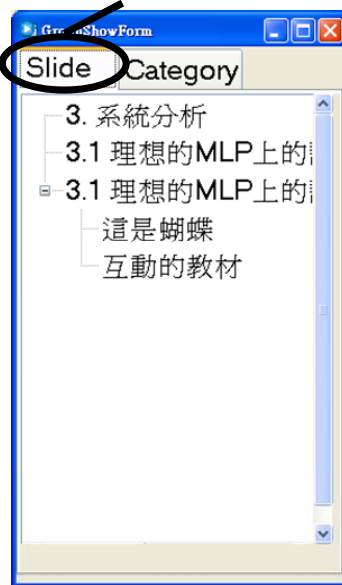 Slide Category
3. 系統分析
3.1 理想的MLP上的
3.1 理想的MLP上的
這是蝴蝶
互動的教材